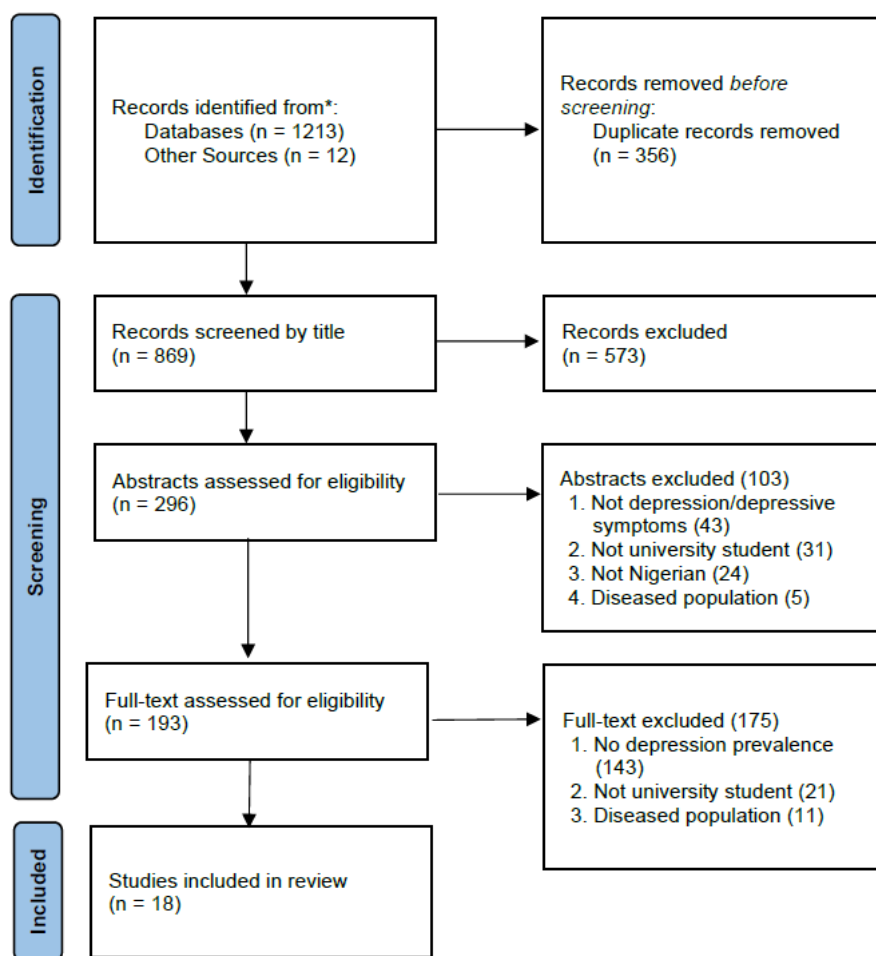 Identification
Records identified from*:
Databases (n = 1213)
Other Sources (n = 12)
Records removed before
screening:
Duplicate records removed
(n = 356)
Screening
Records screened by title
(n = 869)
Records excluded
(n = 573)
Abstracts assessed for eligibility
(n = 296)
Abstracts excluded (103)
1. Not depression/depressive
symptoms (43)
2. Not university student (31)
3. Not Nigerian (24)
4. Diseased population (5)
Full-text assessed for eligibility
(n = 193)
Full-text excluded (175)
1. No depression prevalence
(143)
2. Not university student (21)
3. Diseased population (11)
Included
Studies included in review
(n = 18)